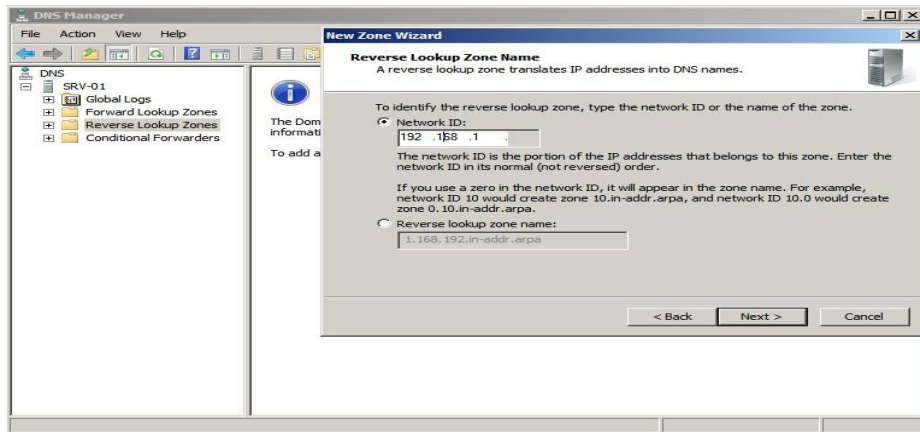 DNS Manager
File Action View Help
DNS
SRV-01
Global Logs
Forward Lookup Zones
Reverse Lookup Zones
Conditional Forwarders
The Dom
informati
To add a
New Zone Wizard
Reverse Lookup Zone Name
A reverse lookup zone translates IP addresses into DNS names.
To identify the reverse lookup zone, type the network ID or the name of the zone.
Network ID:
192 .168 .1 .
The network ID is the portion of the IP addresses that belongs to this zone. Enter the
network ID in its normal (not reversed) order.
If you use a zero in the network ID, it will appear in the zone name. For example,
network ID 10 would create zone 10.in-addr.arpa, and network ID 10.0 would create
zone 0.10.in-addr.arpa.
Reverse lookup zone name:
1.168.192.in-addr.arpa
< Back Next > Cancel